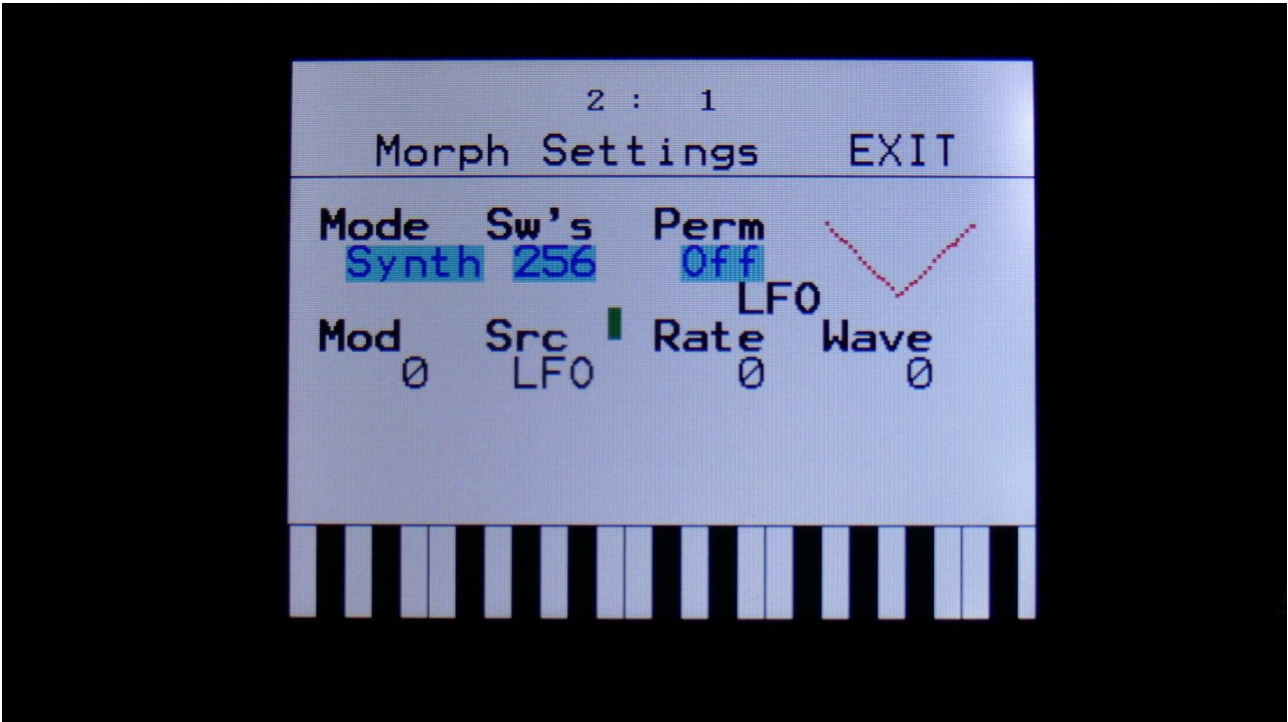 2 : 1
Morph Settings EXIT
Mode Sw's Perm
Synth 256 Off
LFO
Mod Src Rate Wave
0 LFO 0 0